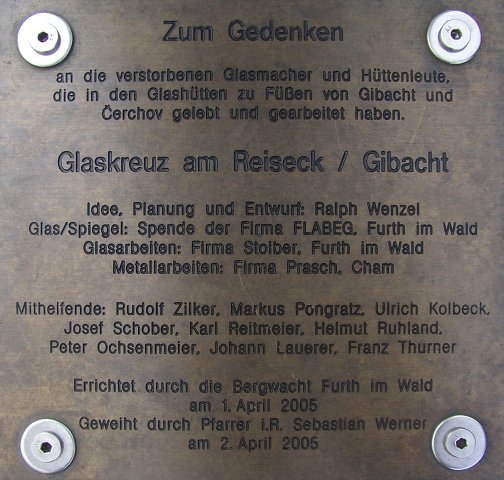 Zum Gedenken
an die verstorbenen Glasmacher und Hüttenleute,
die in den Glashütten zu Füßen von Gibacht und
Čerchov gelebt und gearbeitet haben.
Glaskreuz am Reiseck / Gibacht
Idee, Planung und Entwurf: Ralph Wenzel
Glas/Spiegel: Spende der Firma FLABEG, Furth im Wald
Glasarbeiten: Firma Stoiber, Furth im Wald
Metallarbeiten: Firma Prasch, Cham
Mithelfende: Rudolf Zilker, Markus Pongratz, Ulrich Kolbeck,
Josef Schober, Karl Reitmeier, Helmut Ruhland,
Peter Ochsenmeier, Johann Lauerer, Franz Thurner
Errichtet durch die Bergwacht Furth im Wald
am 1. April 2005
Geweiht durch Pfarrer i.R. Sebastian Werner
am 2. April 2005